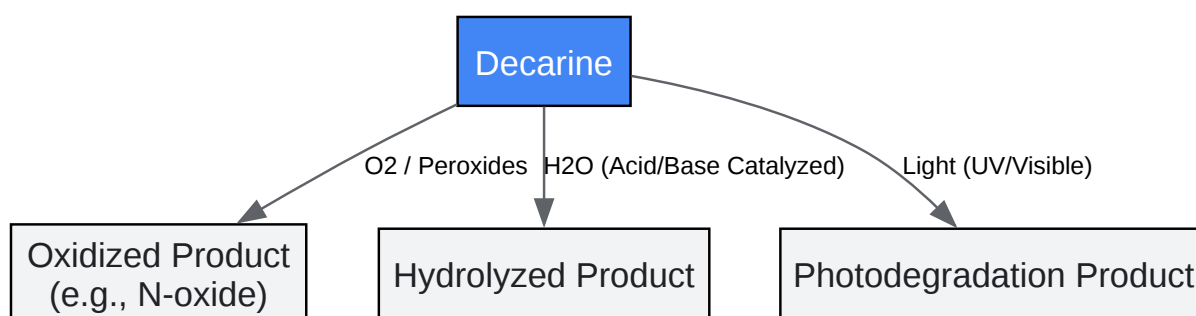 Decarine
O2 / Peroxides
H2O (Acid/Base Catalyzed)
Light (UV/Visible)
Oxidized Product
(e.g., N-oxide)
Hydrolyzed Product
Photodegradation Product